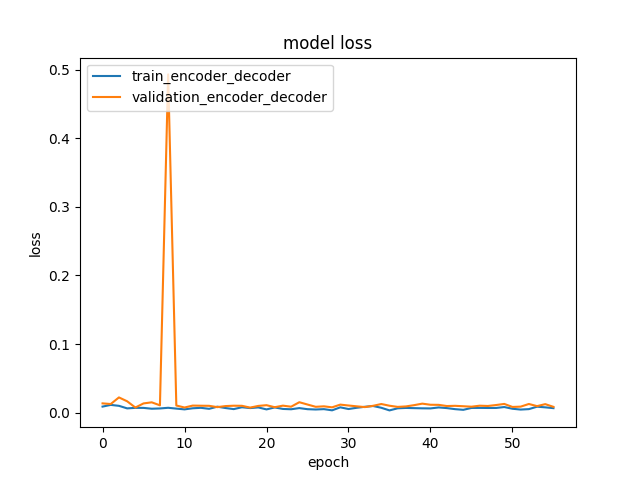 model loss
train_encoder_decoder
validation_encoder_decoder
0.5
0.4
0.3
0.2
0.1
0.0
loss
0 10 20 30 40 50
epoch